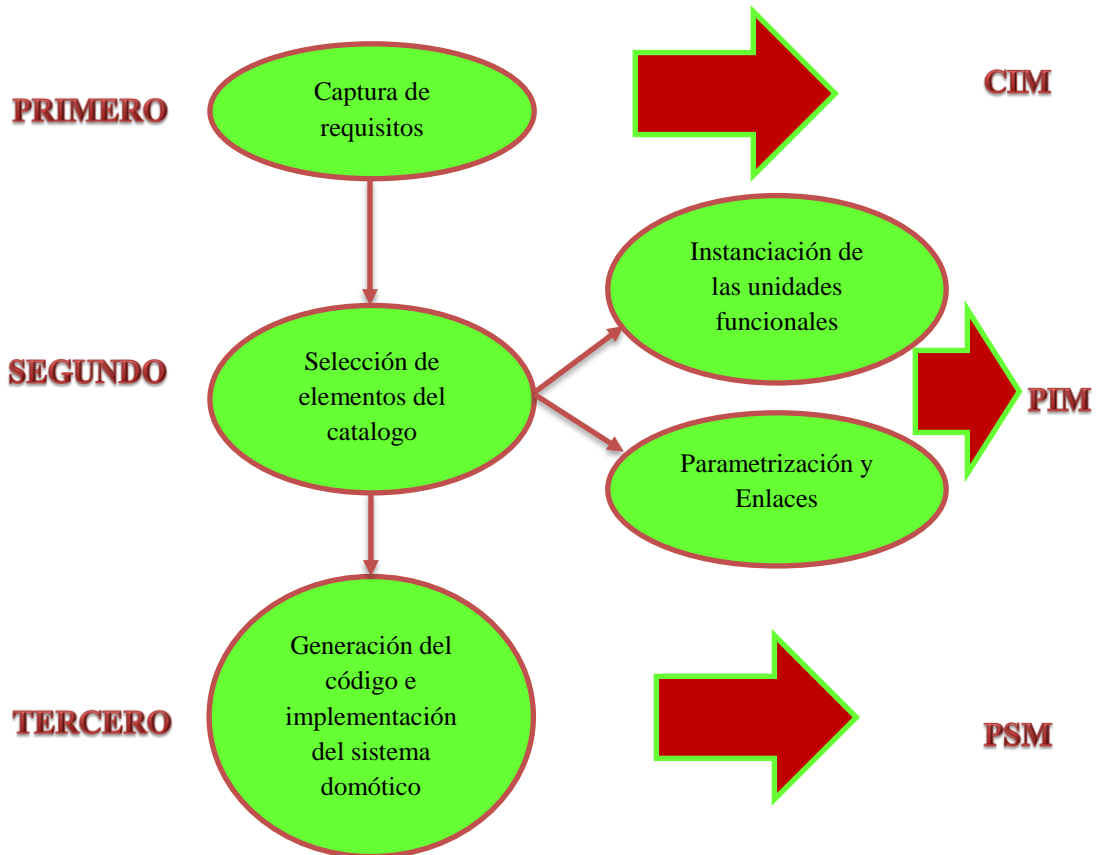 PRIMERO
Captura de
requisitos
CIM
SEGUNDO
Selección de
elementos del
catalogo
Instanciación de
las unidades
funcionales
Parametrización y
Enlaces
PIM
TERCERO
Generación del
código e
implementación
del sistema
domótico
PSM